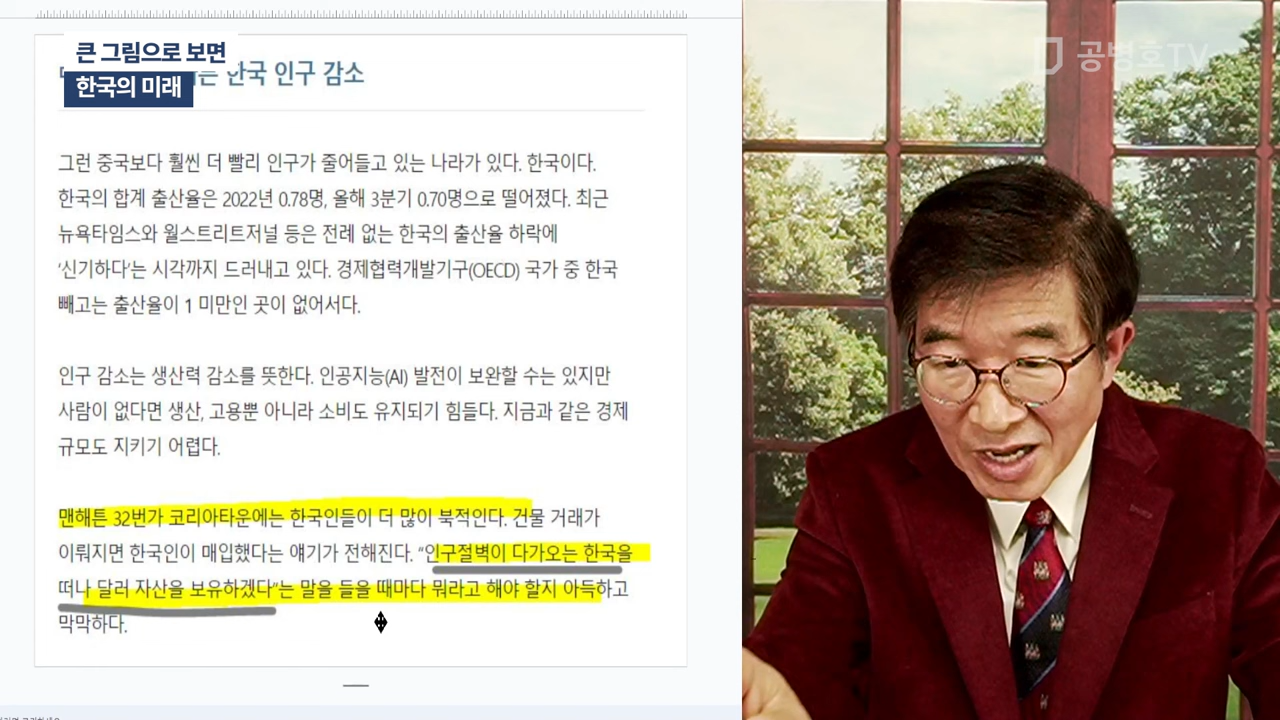 큰 그림으로 보면
한국의 미래
한국 인구 감소
공병호TV
그런 중국보다 훨씬 더 빨리 인구가 줄어들고 있는 나라가 있다. 한국이다.
한국의 합계 출산율은 2022년 0.78명, 올해 3분기 0.70명으로 떨어졌다. 최근
뉴욕타임스와 월스트리트저널 등은 전례 없는 한국의 출산율 하락에
‘신기하다’는 시각까지 드러내고 있다. 경제협력개발기구(OECD) 국가 중 한국
빼고는 출산율이 1 미만인 곳이 없어서다.
인구 감소는 생산력 감소를 뜻한다. 인공지능(AI) 발전이 보완할 수는 있지만
사람이 없다면 생산, 고용뿐 아니라 소비도 유지되기 힘들다. 지금과 같은 경제
규모도 지키기 어렵다.
맨해튼 32번가 코리아타운에는 한국인들이 더 많이 북적인다. 건물 거래가
이뤄지면 한국인이 매입했다는 얘기가 전해진다. “인구절벽이 다가오는 한국을
떠나 달러 자산을 보유하겠다”는 말을 들을 때마다 뭐라고 해야 할지 아득하고
막막하다.